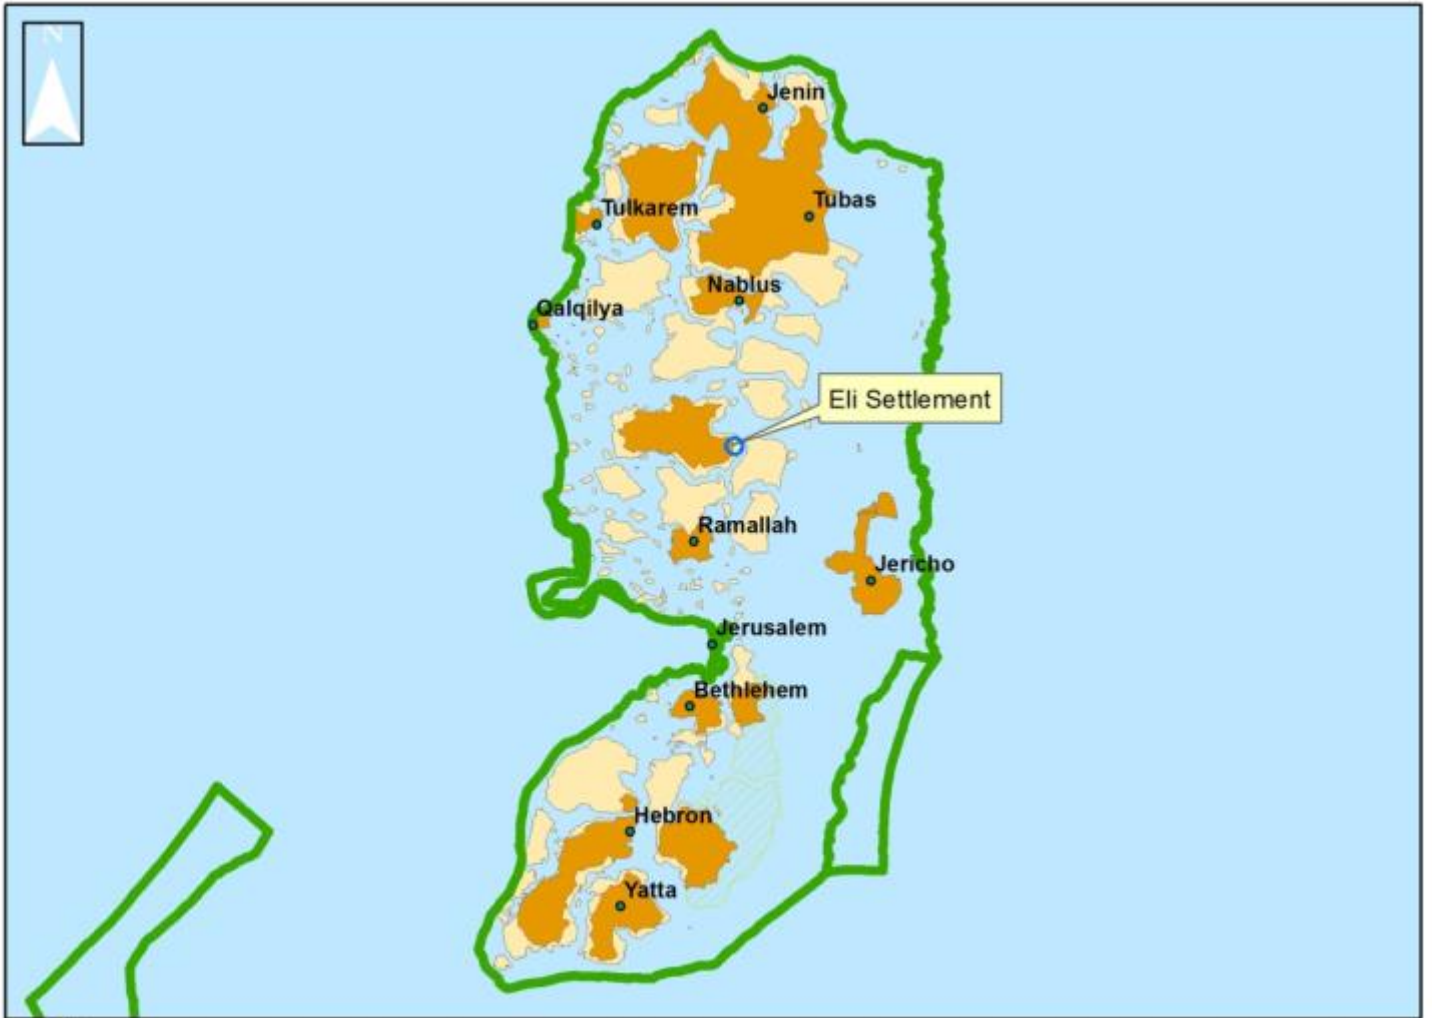 N
Jenin
Tubas
Tulkarem
Nablus
Qalqilya
Eli Settlement
Ramallah
Jericho
Jerusalem
Bethlehem
Hebron
Yatta